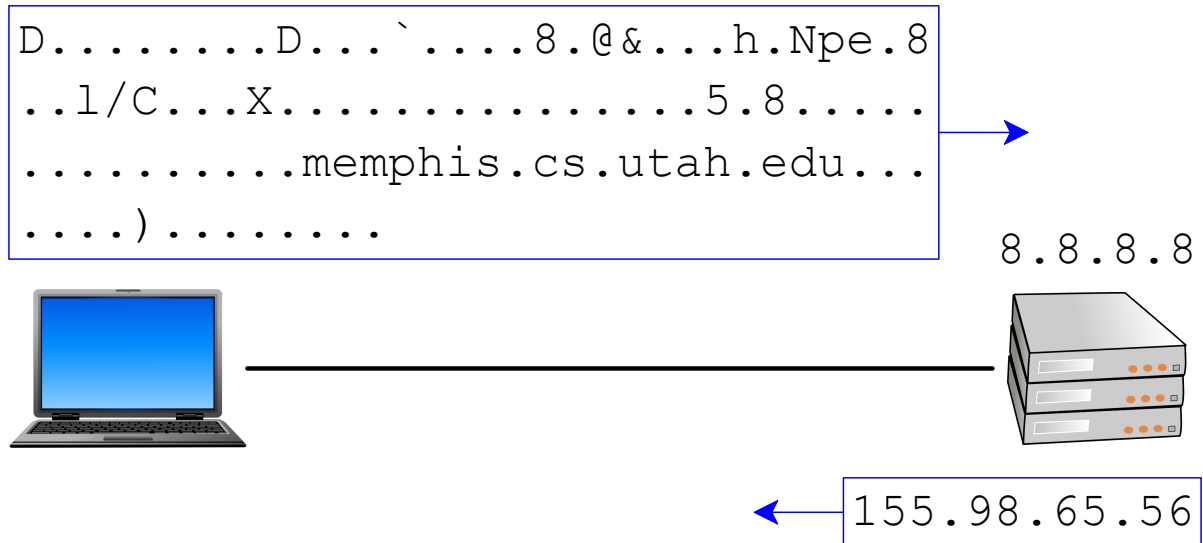 D........D...`....8.@&...h.Npe.8
..l/C...X...............5.8.....
..........memphis.cs.utah.edu...
....)........
8.8.8.8
155.98.65.56